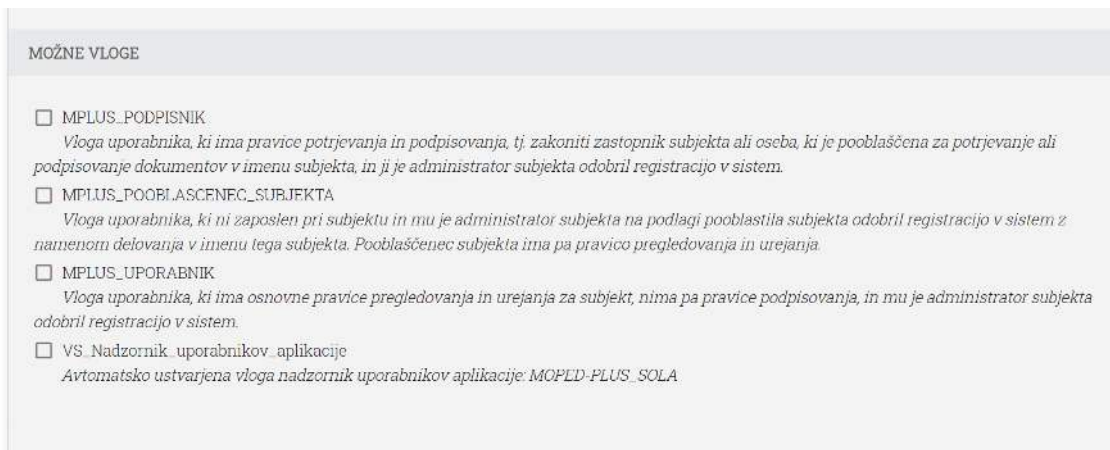 MOŽNE VLOGE
MPLUS_PODPISNIK
Vloga uporabnika, ki ima pravice potrjevanja in podpisovanja, tj. zakoniti zastopnik subjekta ali oseba, ki je pooblaščena za potrjevanje ali
podpisovanje dokumentov v imenu subjekta, in ji je administrator subjekta odobril registracijo v sistem.
MPLUS_POOBLASCENEC_SUBJEKTA
Vloga uporabnika, ki ni zaposlen pri subjektu in mu je administrator subjekta na podlagi pooblastila subjekta odobril registracijo v sistem z
namenom delovanja v imenu tega subjekta. Pooblaščenec subjekta ima pa pravico pregledovanja in urejanja.
MPLUS_UPORABNIK
Vloga uporabnika, ki ima osnovne pravice pregledovanja in urejanja za subjekt, nima pa pravice podpisovanja, in mu je administrator subjekta
odobril registracijo v sistem.
VS_Nadzornik_uporabnikov_aplikacije
Avtomatsko ustvarjena vloga nadzornik uporabnikov aplikacije: MOPED-PLUS_SOLA